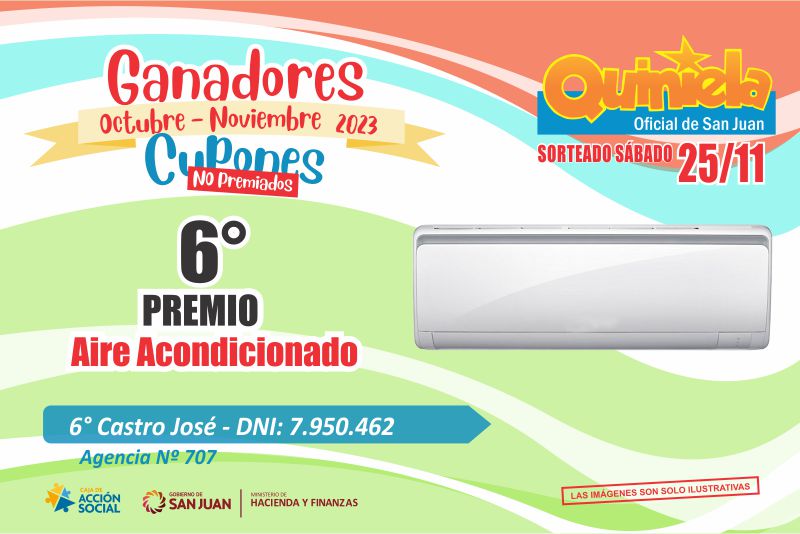 Ganadores
Octubre - Noviembre 2023
CuPones
NO Premiados
Quiniela
Oficial de San Juan
SORTEADO SÁBADO 25/11
6°
PREMIO
Aire Acondicionado
6° Castro José - DNI: 7.950.462
Agencia Nº 707
CAJA DE
ACCIÓN
SOCIAL
GOBIERNO DE
SAN JUAN
MINISTERIO DE
HACIENDA Y FINANZAS
LAS IMÁGENES SON SOLO ILUSTRATIVAS